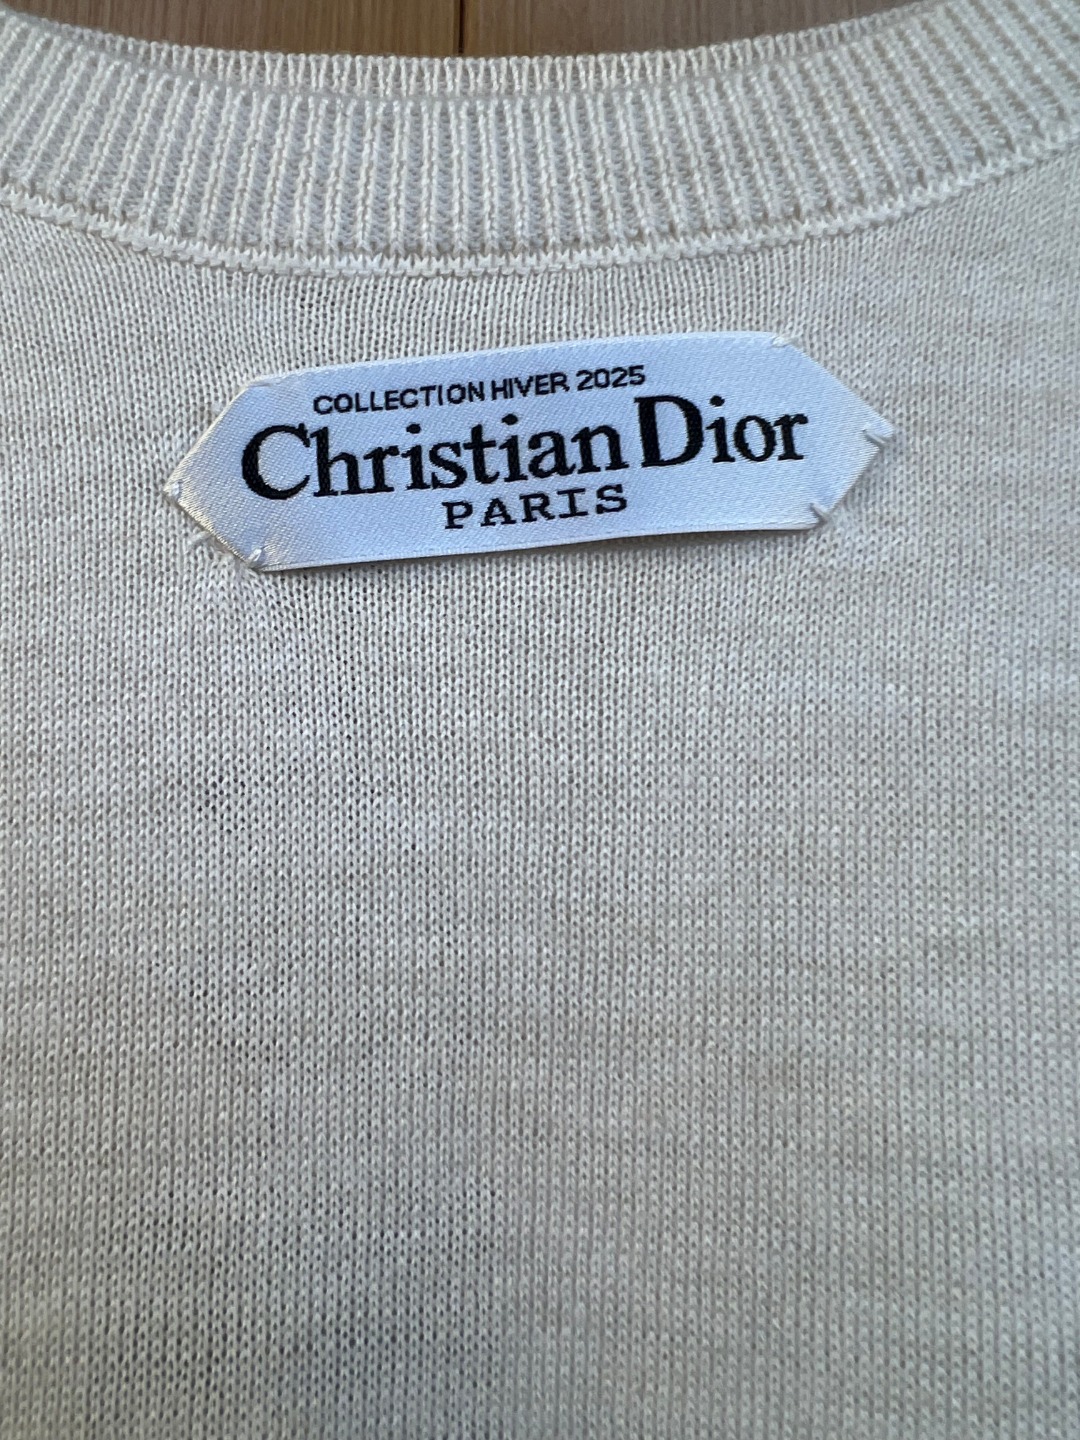 COLLECTION HIVER 2025
Christian Dior
PARIS